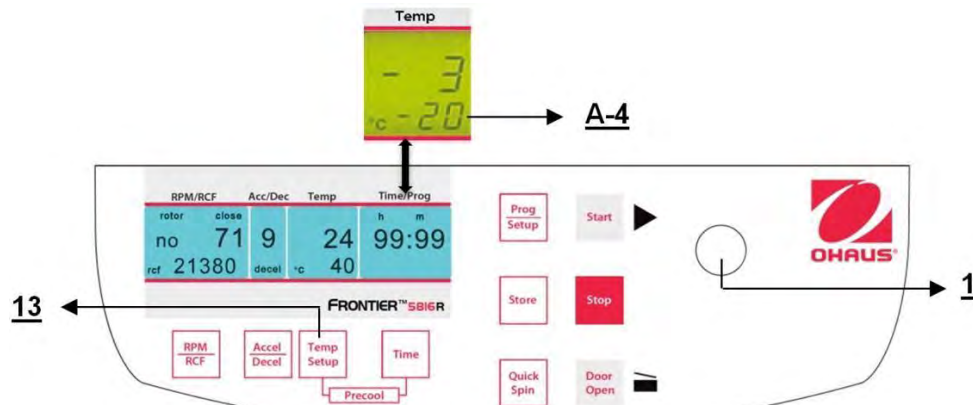 Temp
- 3
°C -20
A-4
RPM/RCF Acc/Dec Temp Time/Prog
rotor close h m
no 71 9 24 99:99
rcf 21380 decel °C 40
FRONTIER™ 5816R
13
RPM
RCF
Accel
Decel
Temp
Setup
Time
Precool
Prog
Setup
Start
Store
Stop
Quick
Spin
Door
Open
OHAUS®
1